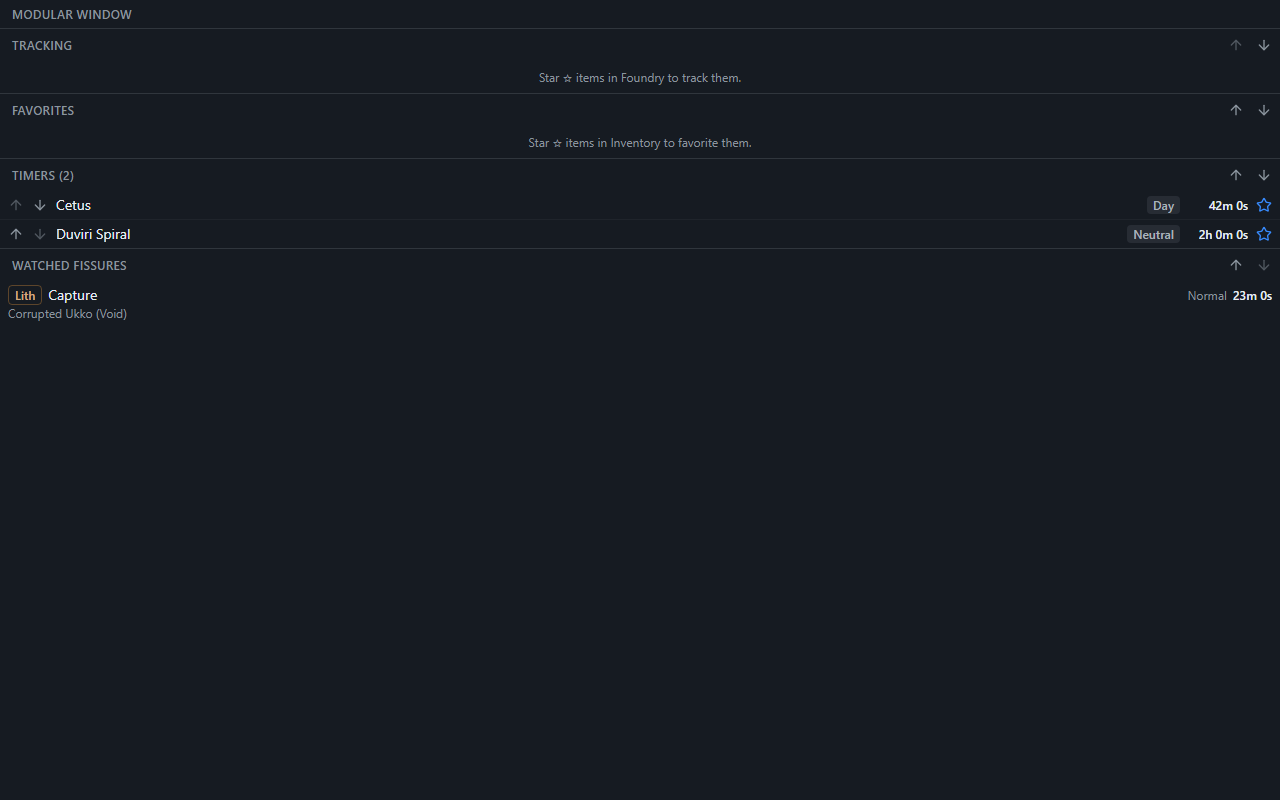 MODULAR WINDOW
TRACKING
Star ☆ items in Foundry to track them.
FAVORITES
Star ☆ items in Inventory to favorite them.
TIMERS (2)
Cetus Day 42m 0s
Duviri Spiral Neutral 2h 0m 0s
WATCHED FISSURES
Lith Capture Normal 23m 0s
Corrupted Ukko (Void)